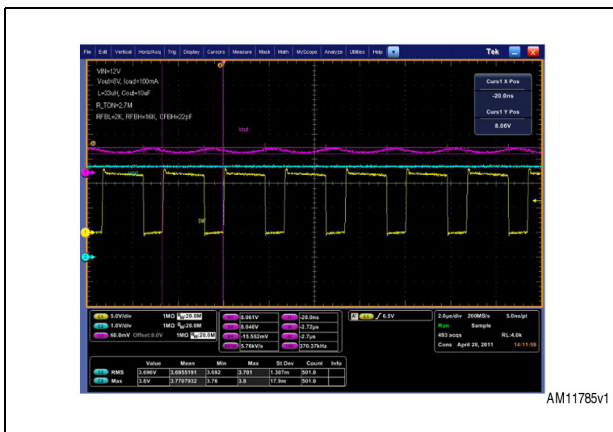 File Edit Vertical Horiz/Acq Trig Display Cursors Measure Mask Math MyScope Analyze Utilities Help Tek
VIN=12V
Vout=8V, Iload=100mA
L=33uH, Cout=10uF
R_TON=2.7M
RFBL=2K, RFBH=16K, CFBH=22pF
Curs1 X Pos
-20.0ns
Curs1 Y Pos
8.06V
Vout
SW
5.0V/div 1MΩ :20.0M
1.0V/div 1MΩ :20.0M
60.0mV Offset:8.0V 1MΩ :20.0M
8.061V -20.0ns
8.046V -2.72µs
-15.552mV -2.7µs
5.76kV/s 370.37kHz
6.5V
2.0µs/div 200MS/s 5.0ns/pt
Run Sample
493 acqs RL:4.0k
Cons April 28, 2011 14:11:59
Value Mean Min Max St Dev Count Info
RMS 3.696V 3.6955191 3.692 3.701 1.307m 501.0
Max 3.8V 3.7707932 3.76 3.8 17.9m 501.0
AM11785v1